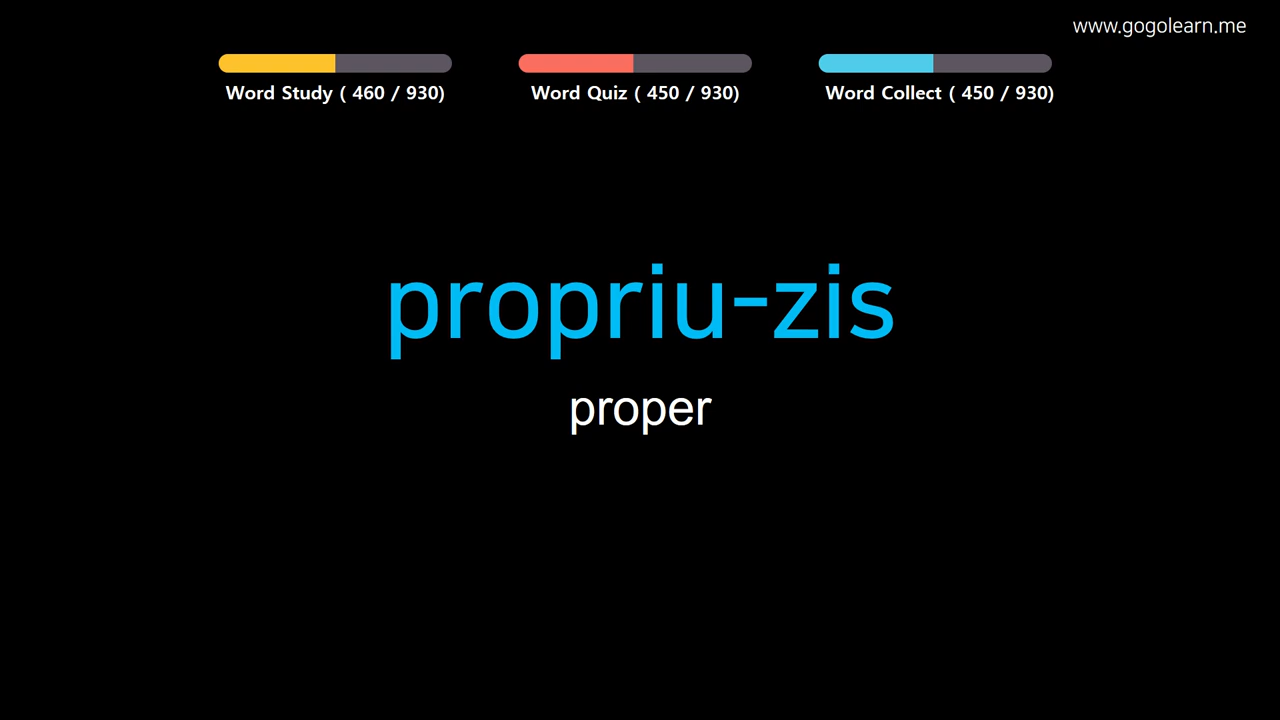 www.gogolearn.me
Word Study ( 460 / 930)
Word Quiz ( 450 / 930)
Word Collect ( 450 / 930)
propriu-zis
proper